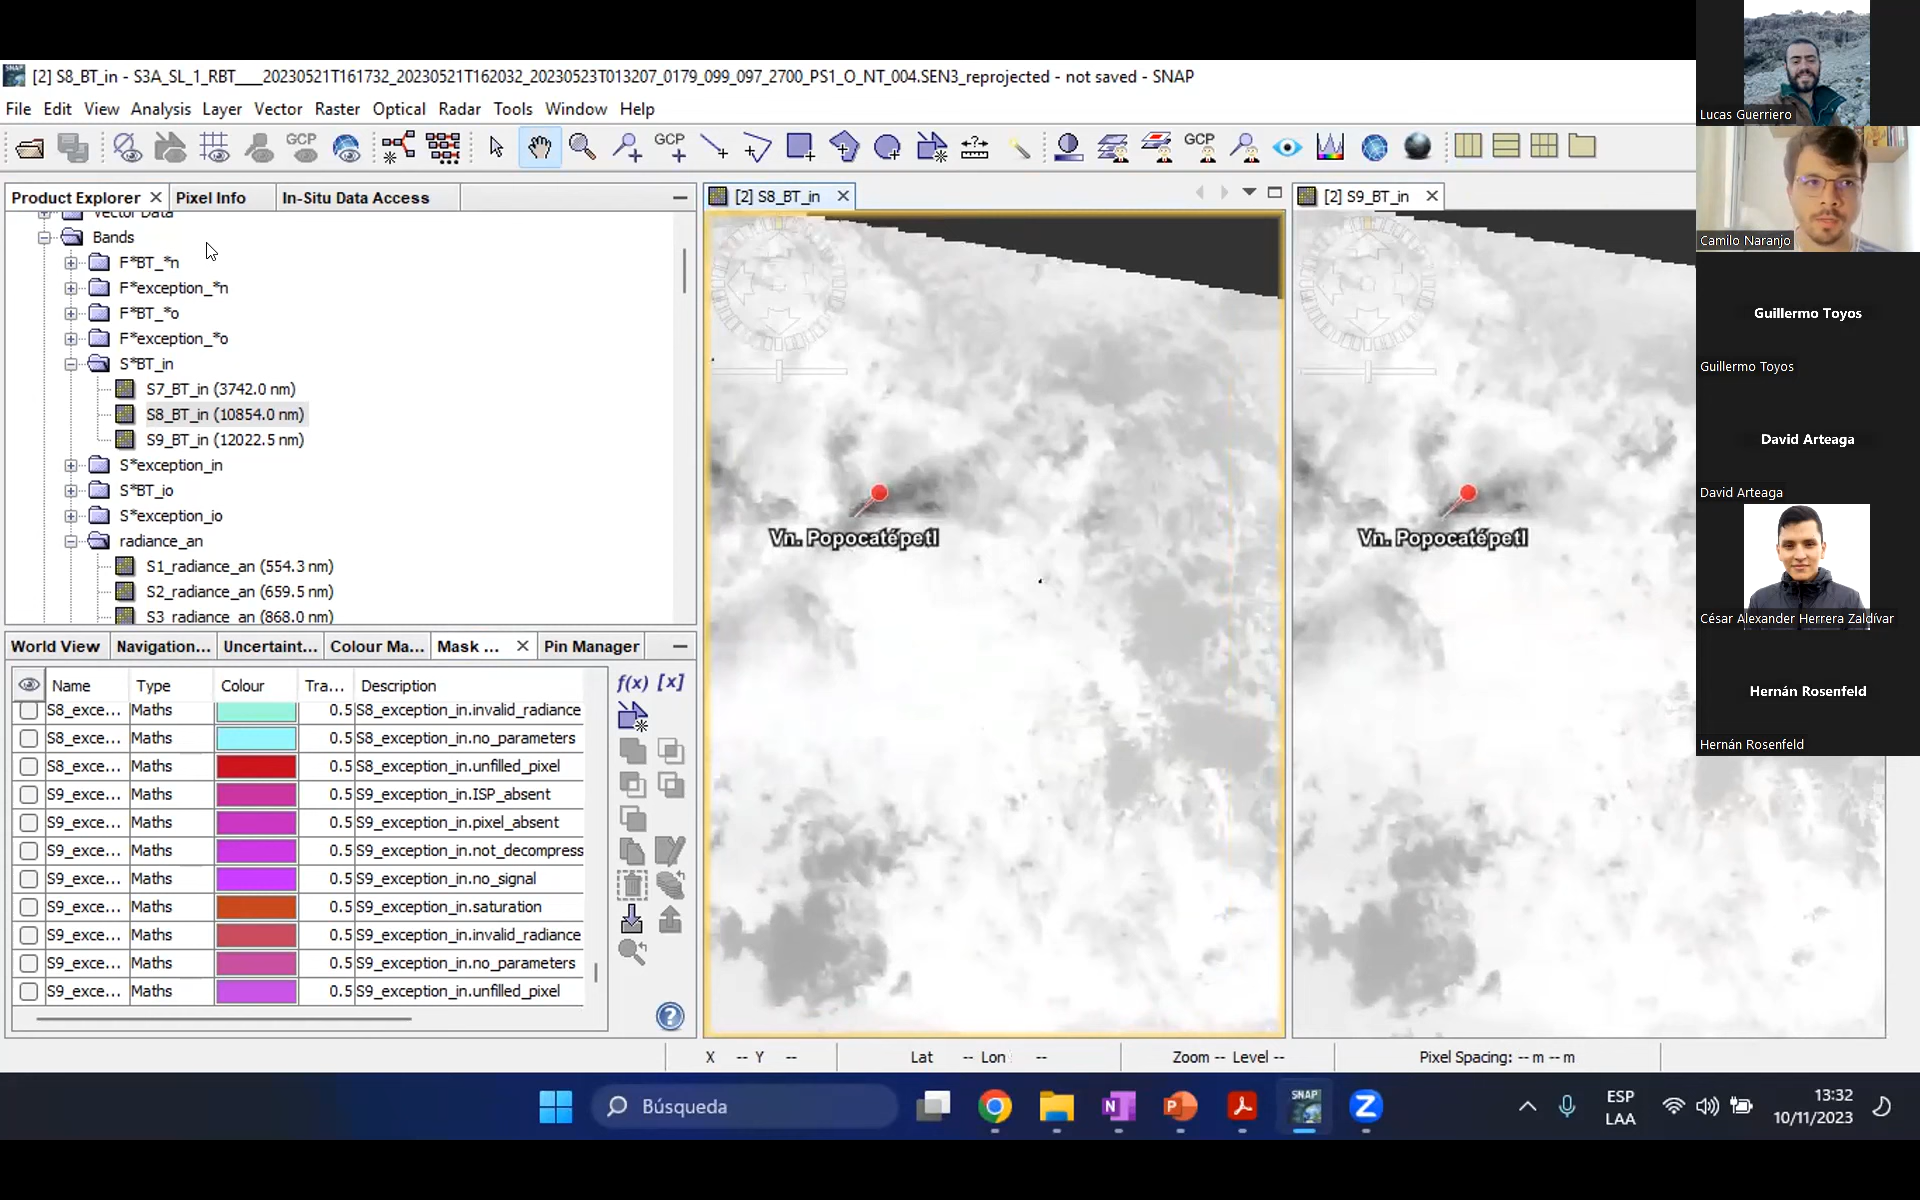 [2] S8_BT_in - S3A_SL_1_RBT____20230521T161732_20230521T162032_20230523T013207_0179_099_097_2700_PS1_O_NT_004.SEN3_reprojected - not saved - SNAP
File Edit View Analysis Layer Vector Raster Optical Radar Tools Window Help
GCP GCP GCP
Product Explorer Pixel Info In-Situ Data Access
Vector Data
Bands
F*BT_*n
F*exception_*n
F*BT_*o
F*exception_*o
S*BT_in
S7_BT_in (3742.0 nm)
S8_BT_in (10854.0 nm)
S9_BT_in (12022.5 nm)
S*exception_in
S*BT_io
S*exception_io
radiance_an
S1_radiance_an (554.3 nm)
S2_radiance_an (659.5 nm)
S3_radiance_an (868.0 nm)
World View Navigation... Uncertaint... Colour Ma... Mask ... Pin Manager
Name Type Colour Tra... Description
S8_exce... Maths 0.5 S8_exception_in.invalid_radiance
S8_exce... Maths 0.5 S8_exception_in.no_parameters
S8_exce... Maths 0.5 S8_exception_in.unfilled_pixel
S9_exce... Maths 0.5 S9_exception_in.ISP_absent
S9_exce... Maths 0.5 S9_exception_in.pixel_absent
S9_exce... Maths 0.5 S9_exception_in.not_decompress
S9_exce... Maths 0.5 S9_exception_in.no_signal
S9_exce... Maths 0.5 S9_exception_in.saturation
S9_exce... Maths 0.5 S9_exception_in.invalid_radiance
S9_exce... Maths 0.5 S9_exception_in.no_parameters
S9_exce... Maths 0.5 S9_exception_in.unfilled_pixel
f(x) [x]
[2] S8_BT_in
Vn. Popocatépetl
[2] S9_BT_in
Vn. Popocatépetl
X -- Y -- Lat -- Lon -- Zoom -- Level -- Pixel Spacing: -- m -- m
Lucas Guerriero
Camilo Naranjo
Guillermo Toyos
Guillermo Toyos
David Arteaga
David Arteaga
César Alexander Herrera Zaldívar
Hernán Rosenfeld
Hernán Rosenfeld
Búsqueda
SNAP
ESP
LAA
13:32
10/11/2023